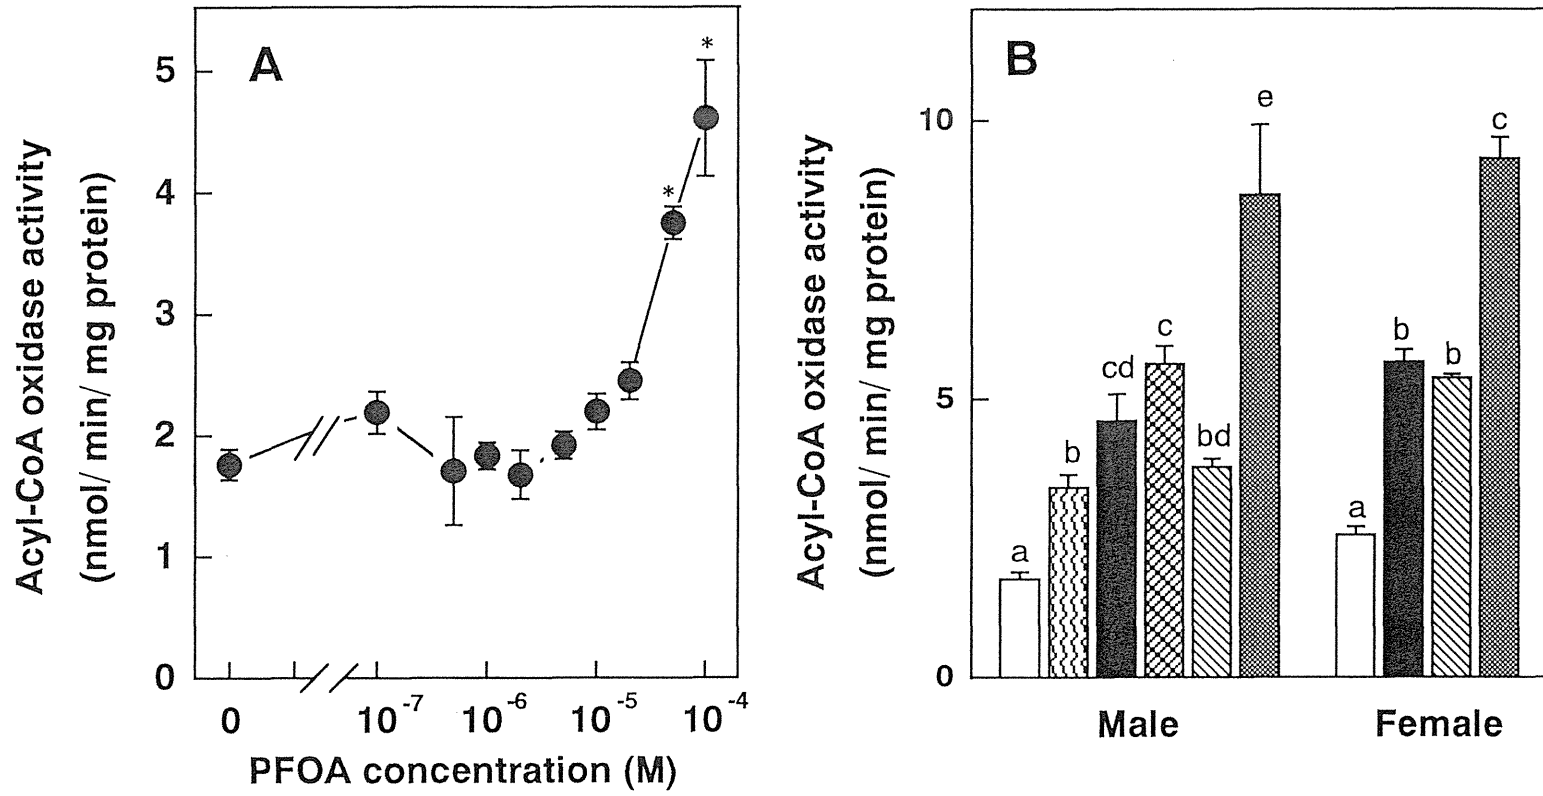 A
Acyl-CoA oxidase activity
(nmol/ min/ mg protein)
5
4
3
2
1
0
*
*
0
10-7
10-6
10-5
10-4
PFOA concentration (M)
B
Acyl-CoA oxidase activity
(nmol/ min/ mg protein)
10
5
0
a
b
cd
c
bd
e
a
b
b
c
Male
Female